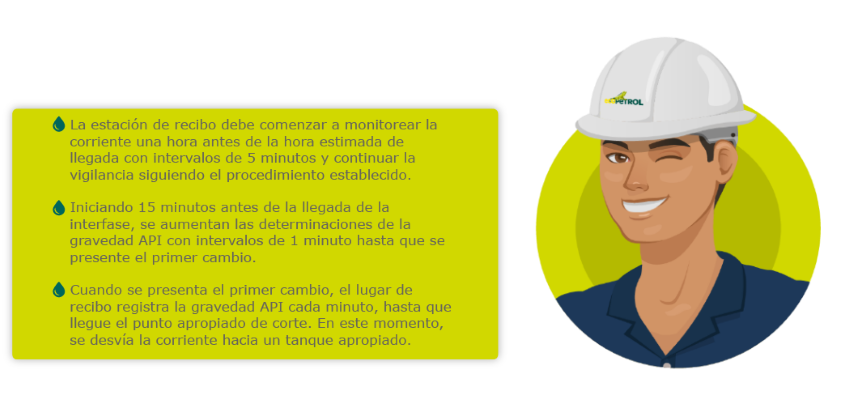 La estación de recibo debe comenzar a monitorear la
corriente una hora antes de la hora estimada de
llegada con intervalos de 5 minutos y continuar la
vigilancia siguiendo el procedimiento establecido.
Iniciando 15 minutos antes de la llegada de la
interfase, se aumentan las determinaciones de la
gravedad API con intervalos de 1 minuto hasta que se
presente el primer cambio.
Cuando se presenta el primer cambio, el lugar de
recibo registra la gravedad API cada minuto, hasta que
llegue el punto apropiado de corte. En este momento,
se desvía la corriente hacia un tanque apropiado.